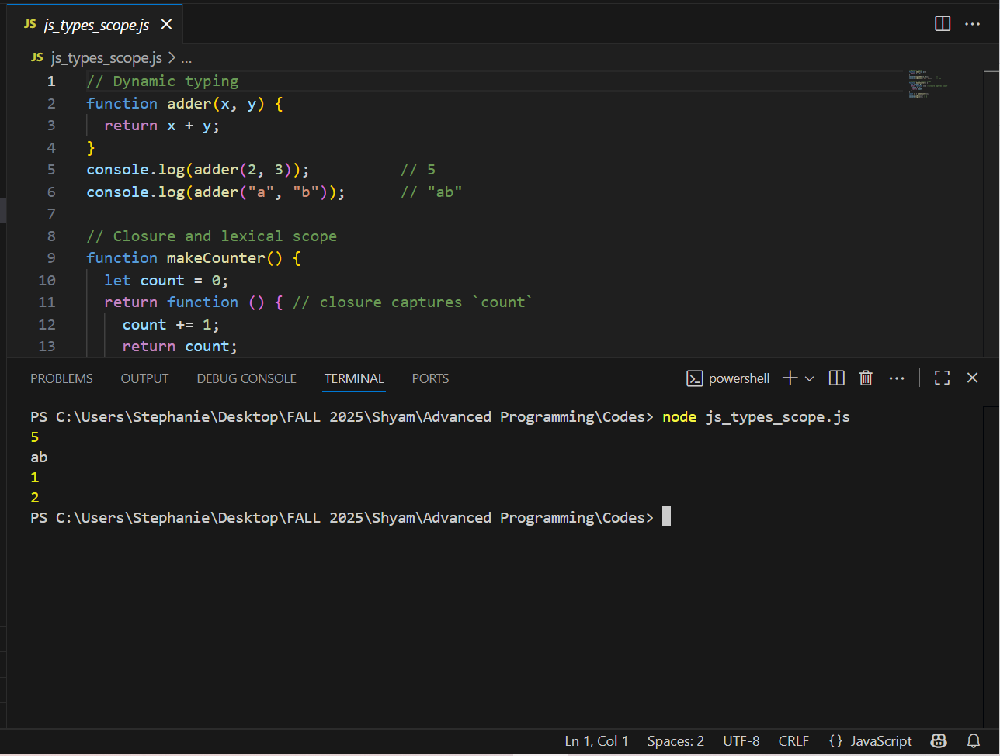 JS js_types_scope.js
JS js_types_scope.js > ...
1 // Dynamic typing
2 function adder(x, y) {
3 return x + y;
4 }
5 console.log(adder(2, 3)); // 5
6 console.log(adder("a", "b")); // "ab"
7
8 // Closure and lexical scope
9 function makeCounter() {
10 let count = 0;
11 return function () { // closure captures `count`
12 count += 1;
13 return count;
PROBLEMS OUTPUT DEBUG CONSOLE TERMINAL PORTS powershell
PS C:\Users\Stephanie\Desktop\FALL 2025\Shyam\Advanced Programming\Codes> node js_types_scope.js
5
ab
1
2
PS C:\Users\Stephanie\Desktop\FALL 2025\Shyam\Advanced Programming\Codes>
Ln 1, Col 1 Spaces: 2 UTF-8 CRLF {} JavaScript